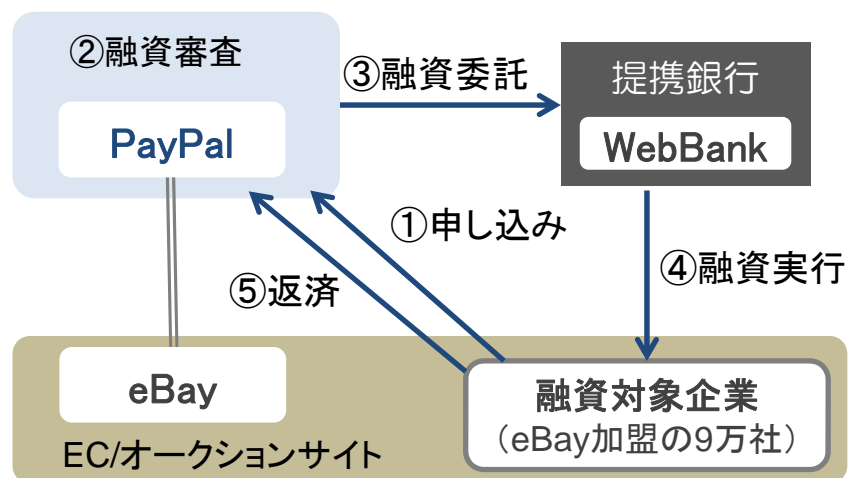 ②融資審査
PayPal
③融資委託
提携銀行
WebBank
①申し込み
④融資実行
⑤返済
eBay
EC/オークションサイト
融資対象企業
（eBay加盟の9万社）